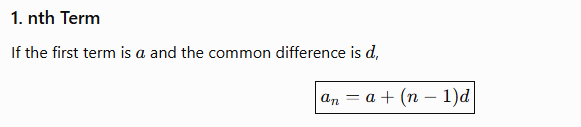 1. nth Term
If the first term is a and the common difference is d,
aₙ = a + (n − 1)d